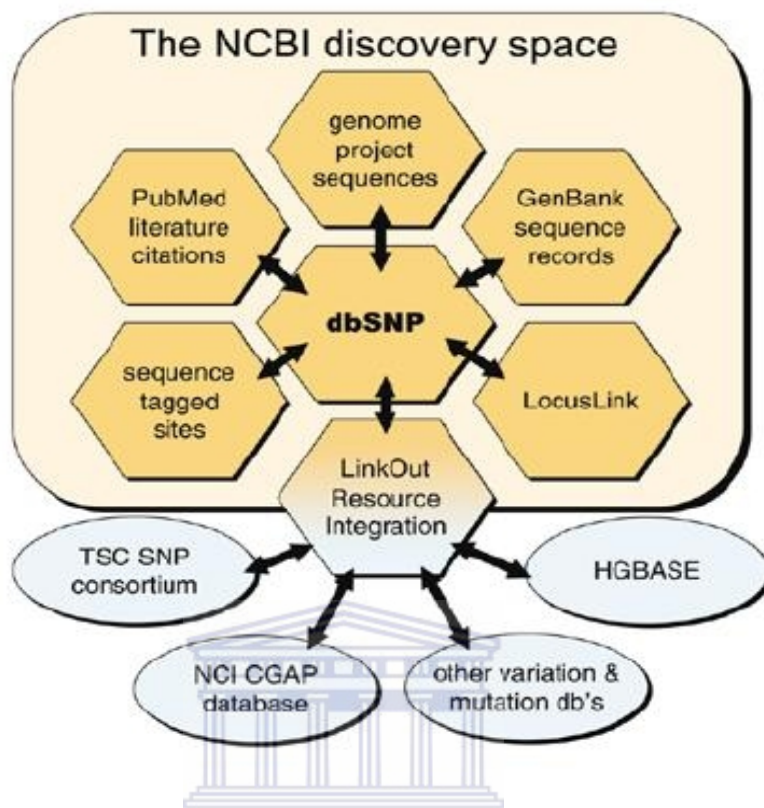 The NCBI discovery space
genome
project
sequences
PubMed
literature
citations
GenBank
sequence
records
dbSNP
sequence
tagged
sites
LocusLink
LinkOut
Resource
Integration
TSC SNP
consortium
HGBASE
NCI CGAP
database
other variation &
mutation db's